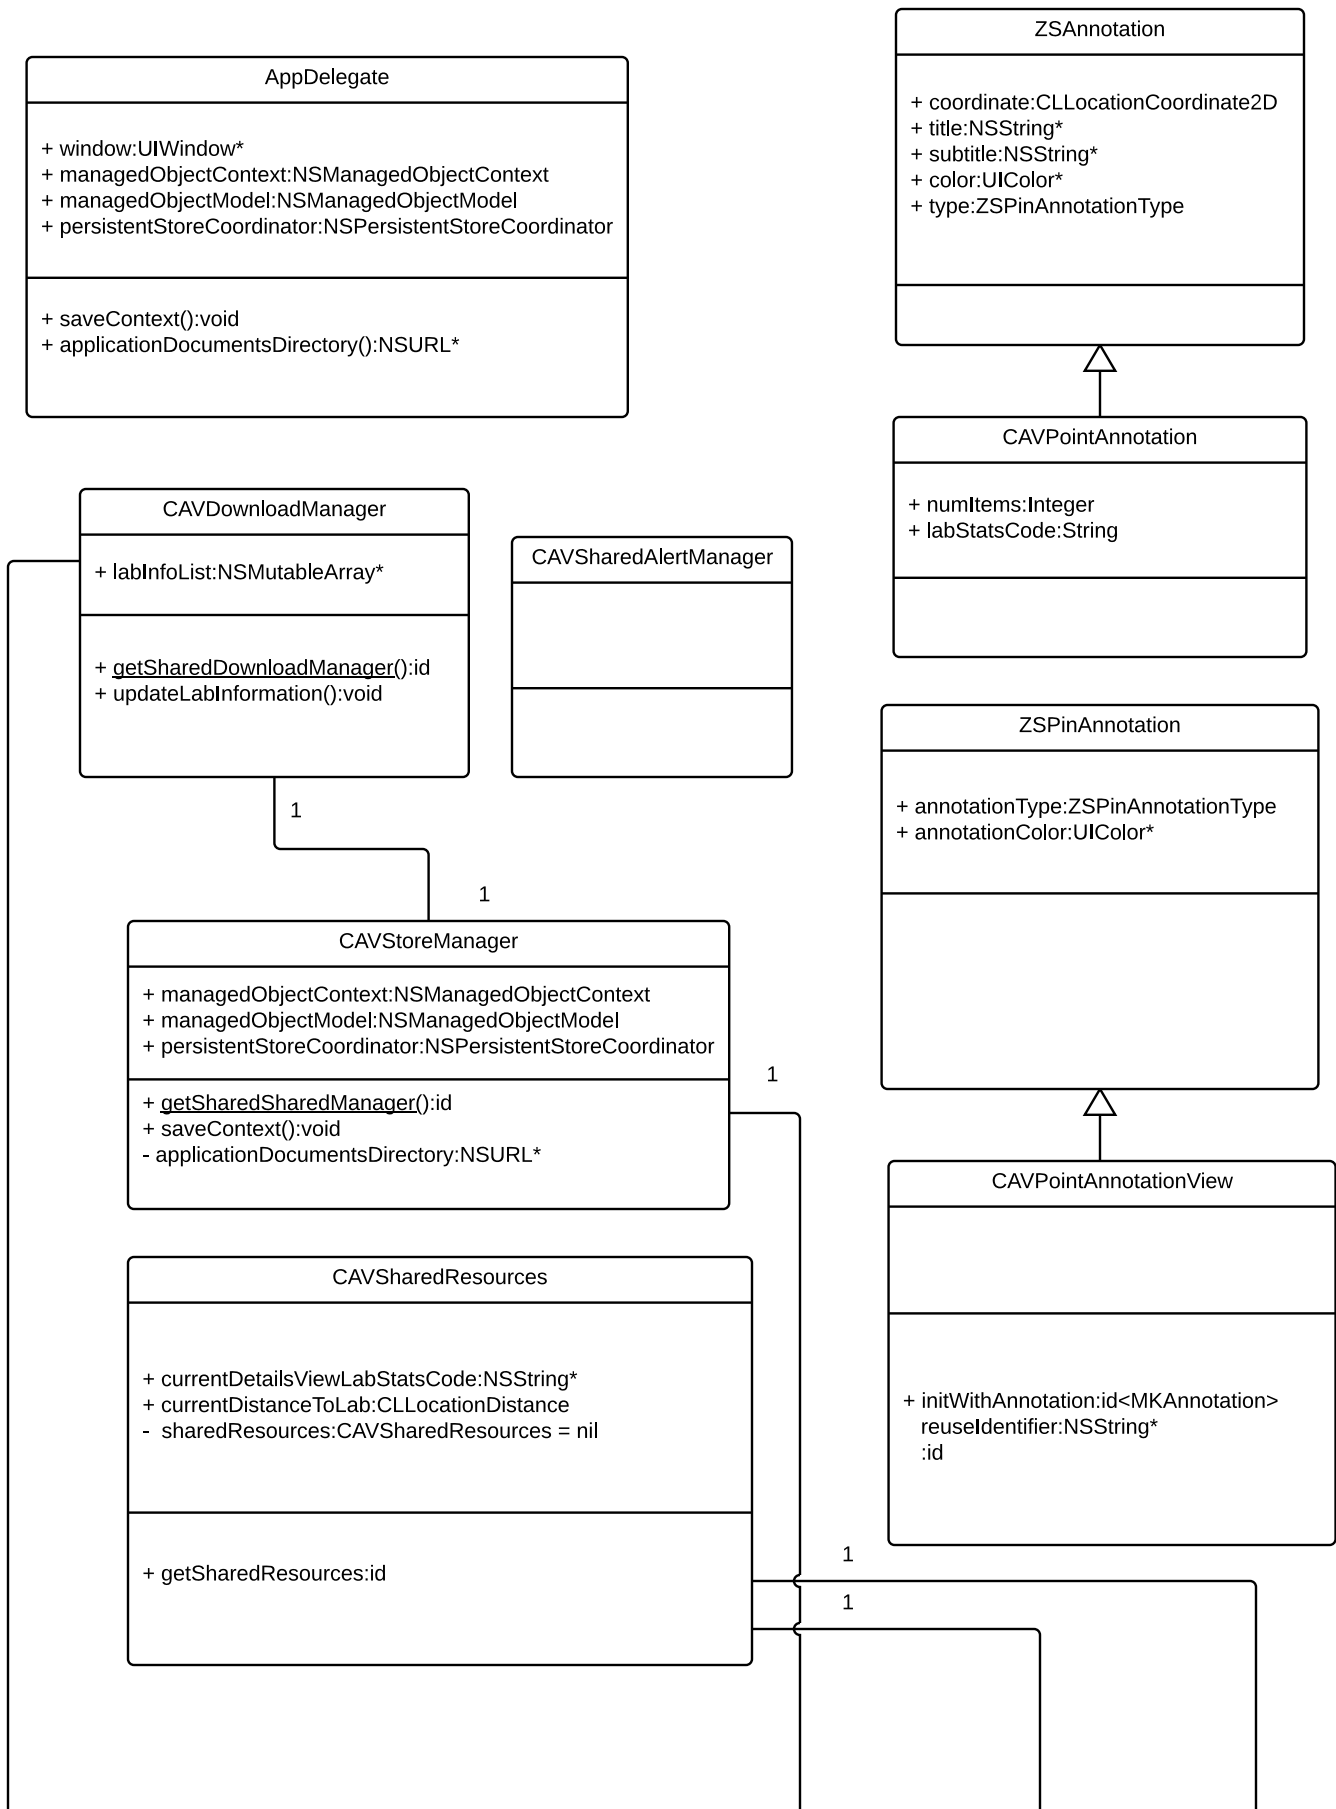 AppDelegate
+ window:UIWindow*
+ managedObjectContext:NSManagedObjectContext
+ managedObjectModel:NSManagedObjectModel
+ persistentStoreCoordinator:NSPersistentStoreCoordinator
+ saveContext():void
+ applicationDocumentsDirectory():NSURL*
ZSAnnotation
+ coordinate:CLLocationCoordinate2D
+ title:NSString*
+ subtitle:NSString*
+ color:UIColor*
+ type:ZSPinAnnotationType
CAVPointAnnotation
+ numItems:Integer
+ labStatsCode:String
CAVDownloadManager
+ labInfoList:NSMutableArray*
+ getSharedDownloadManager():id
+ updateLabInformation():void
CAVSharedAlertManager
ZSPinAnnotation
+ annotationType:ZSPinAnnotationType
+ annotationColor:UIColor*
1
1
CAVStoreManager
+ managedObjectContext:NSManagedObjectContext
+ managedObjectModel:NSManagedObjectModel
+ persistentStoreCoordinator:NSPersistentStoreCoordinator
+ getSharedSharedManager():id
+ saveContext():void
- applicationDocumentsDirectory:NSURL*
1
CAVPointAnnotationView
+ initWithAnnotation:id<MKAnnotation>
reuseIdentifier:NSString*
:id
CAVSharedResources
+ currentDetailsViewLabStatsCode:NSString*
+ currentDistanceToLab:CLLocationDistance
- sharedResources:CAVSharedResources = nil
+ getSharedResources:id
1
1